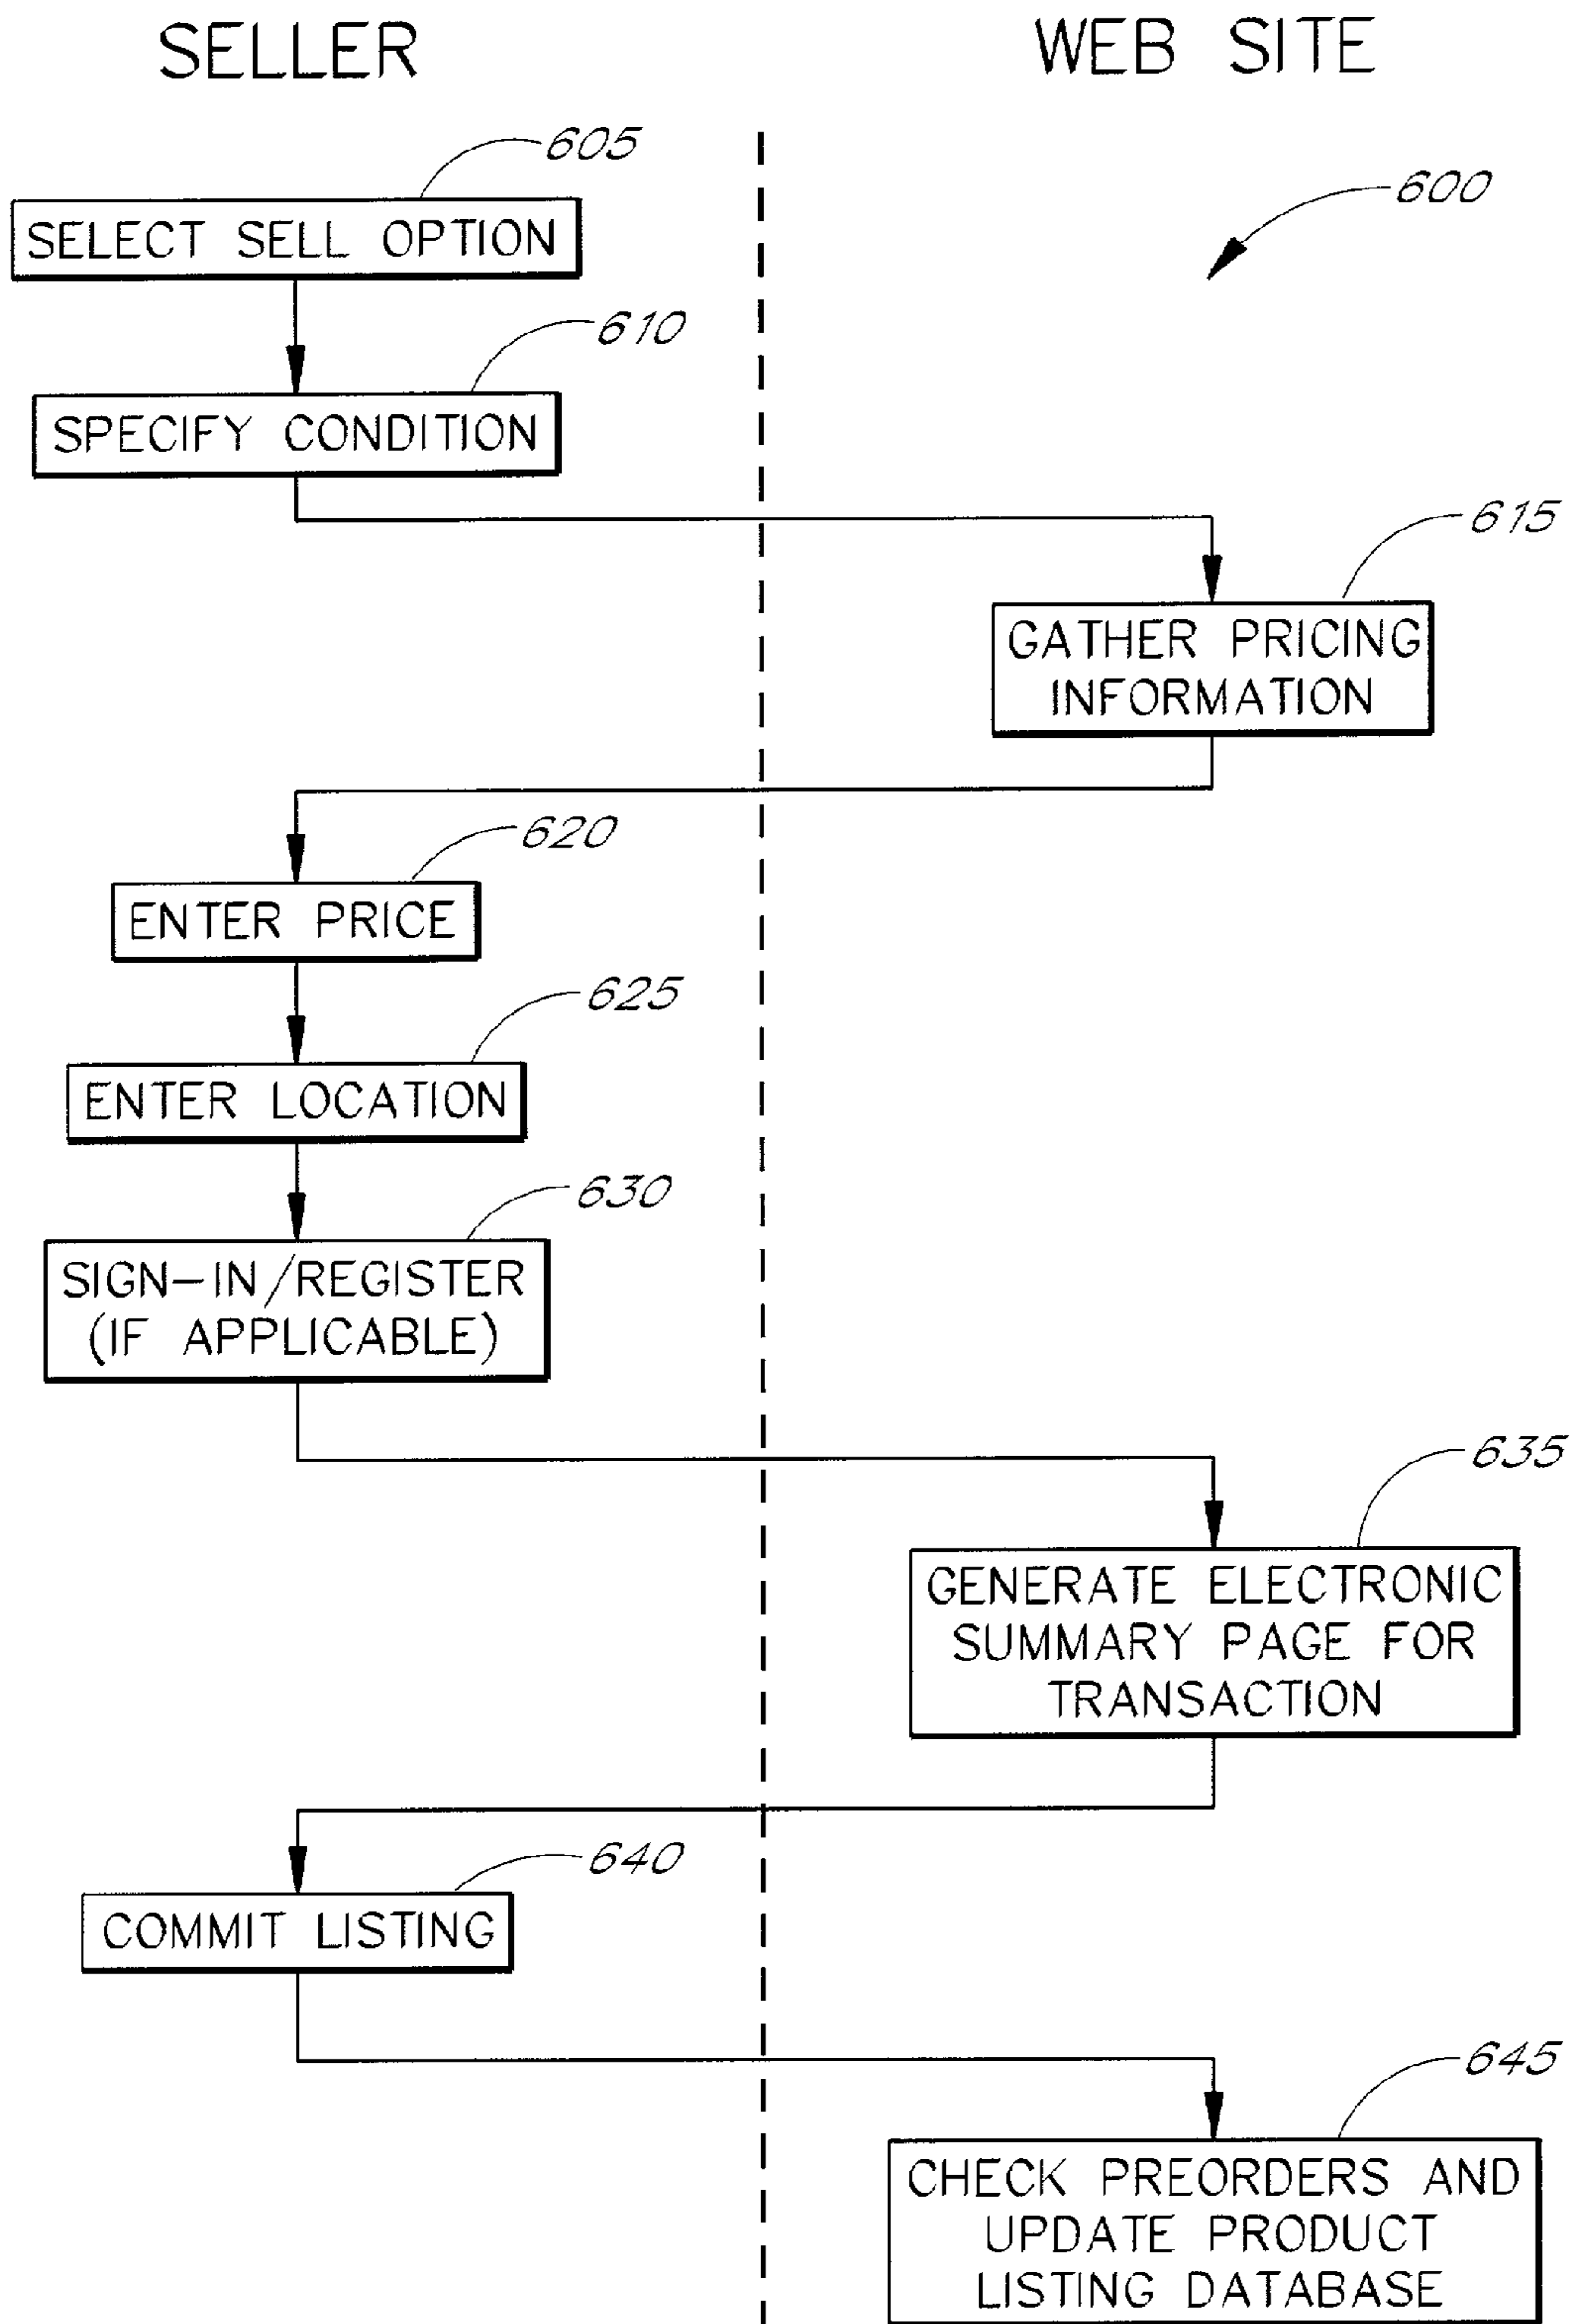 SELLER
WEB SITE
605
600
SELECT SELL OPTION
610
SPECIFY CONDITION
615
GATHER PRICING
INFORMATION
620
ENTER PRICE
625
ENTER LOCATION
630
SIGN-IN/REGISTER
(IF APPLICABLE)
635
GENERATE ELECTRONIC
SUMMARY PAGE FOR
TRANSACTION
640
COMMIT LISTING
645
CHECK PREORDERS AND
UPDATE PRODUCT
LISTING DATABASE